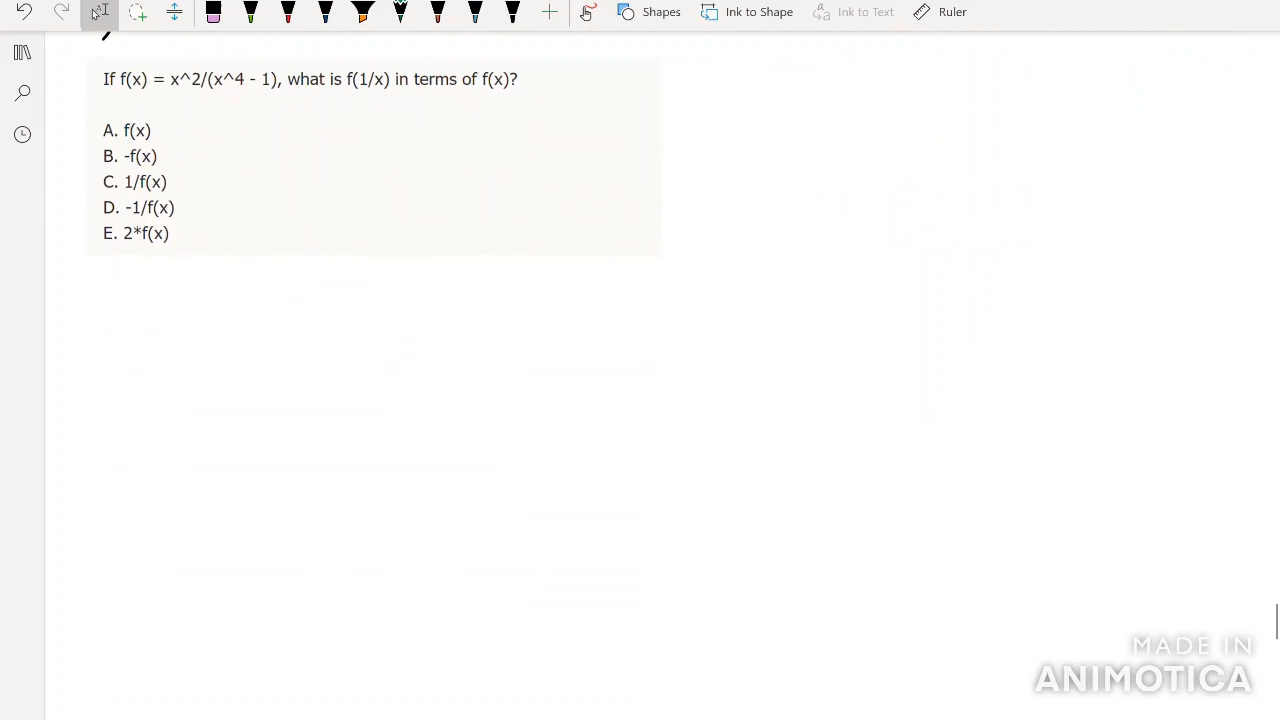 Shapes
Ink to Shape
Ink to Text
Ruler
If f(x) = x^2/(x^4 - 1), what is f(1/x) in terms of f(x)?
A. f(x)
B. -f(x)
C. 1/f(x)
D. -1/f(x)
E. 2*f(x)
MADE IN
ANIMOTICA